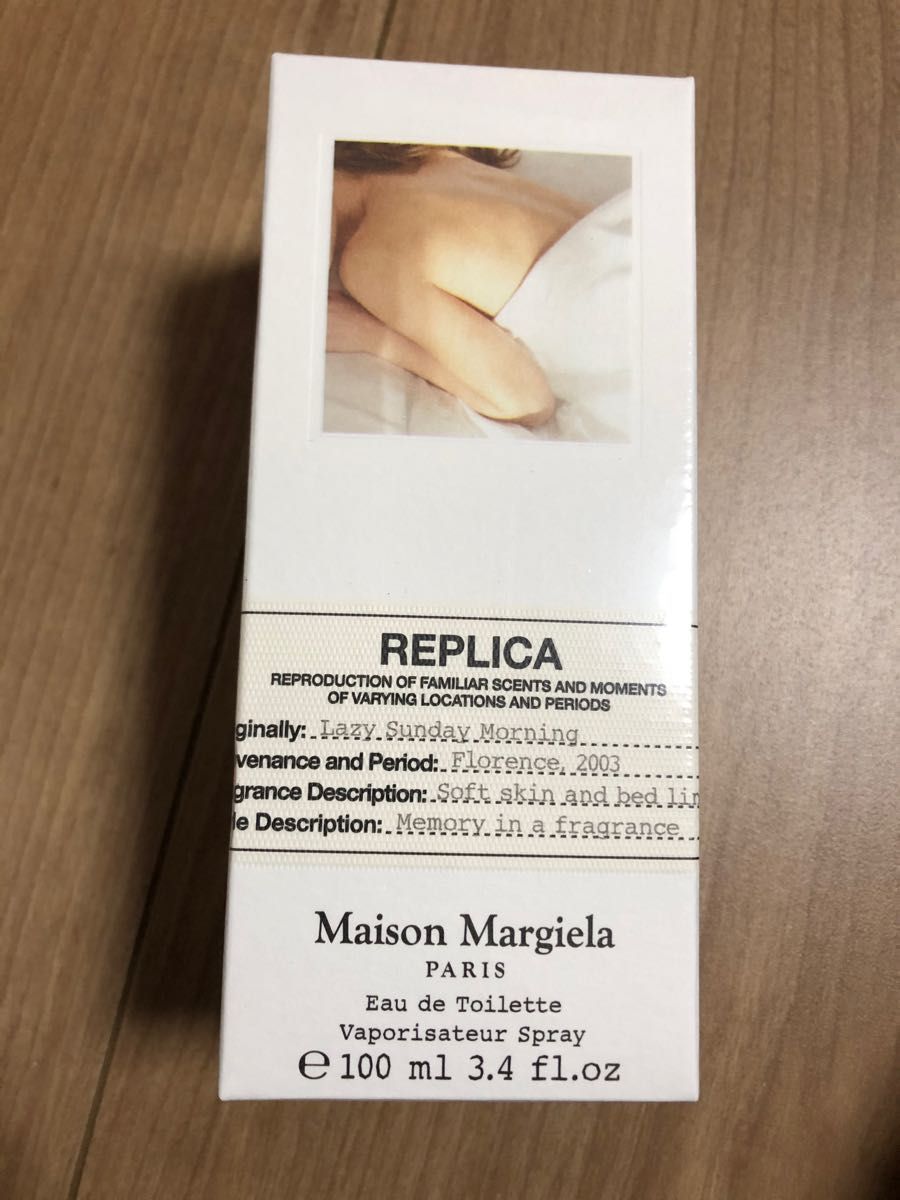 REPLICA
REPRODUCTION OF FAMILIAR SCENTS AND MOMENTS
OF VARYING LOCATIONS AND PERIODS
ginally: Lazy Sunday Morning
venance and Period: Florence, 2003
grance Description: Soft skin and bed lin
le Description: Memory in a fragrance
Maison Margiela
PARIS
Eau de Toilette
Vaporisateur Spray
℮ 100 ml 3.4 fl.oz